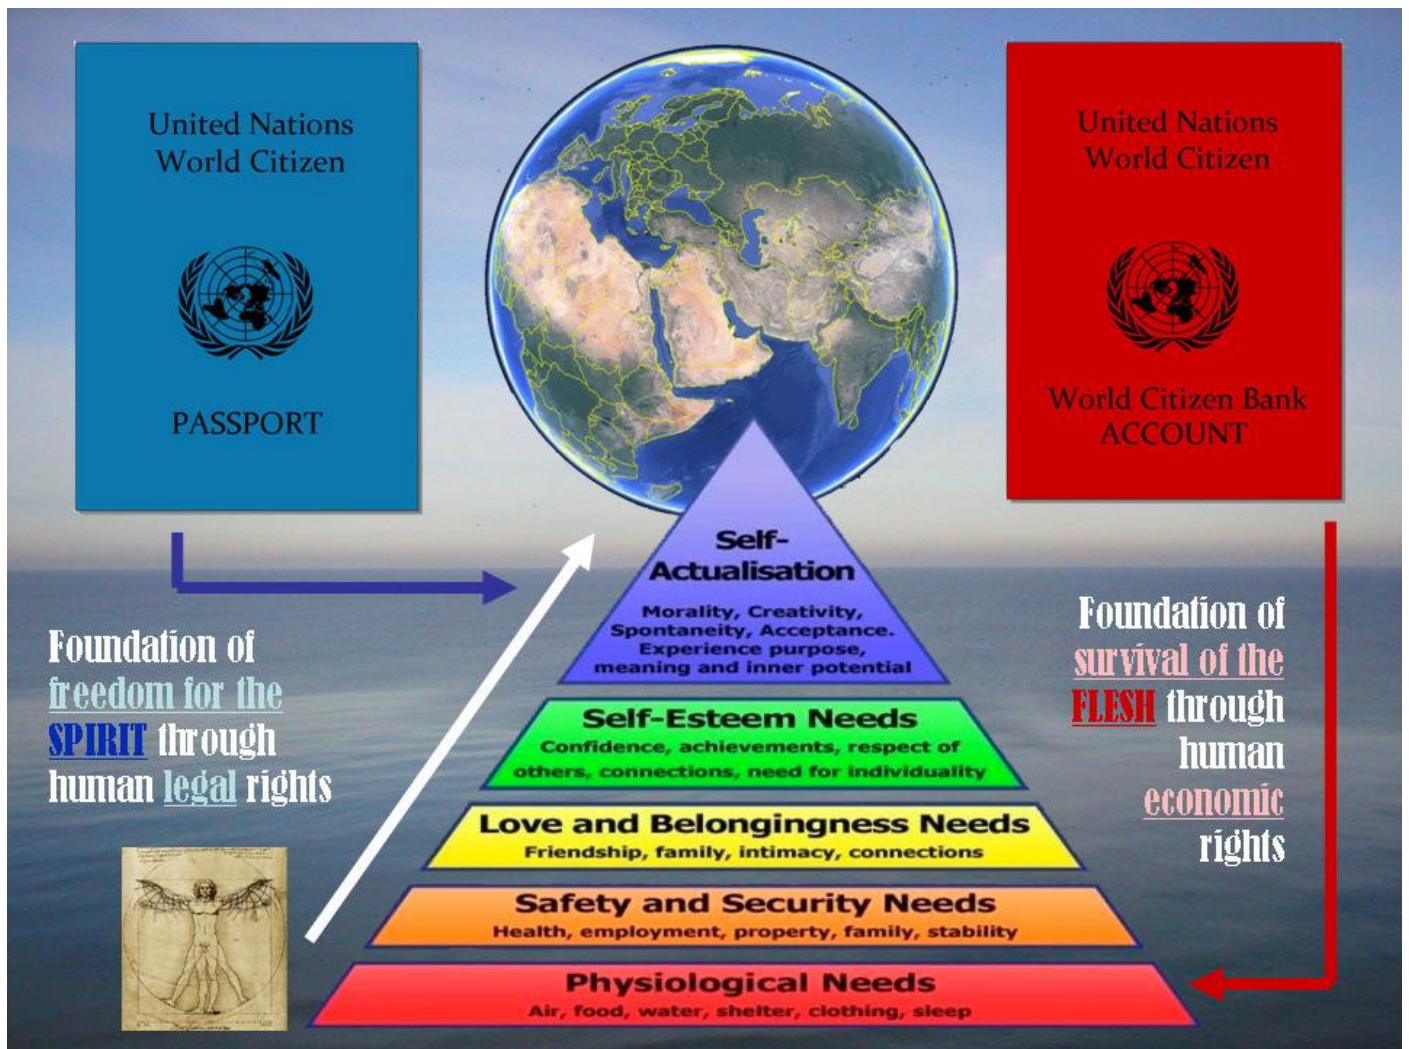 United Nations
World Citizen
PASSPORT
United Nations
World Citizen
World Citizen Bank
ACCOUNT
Foundation of
freedom for the
SPIRIT through
human legal rights
Self-
Actualisation
Morality, Creativity,
Spontaneity, Acceptance.
Experience purpose,
meaning and inner potential
Self-Esteem Needs
Confidence, achievements, respect of
others, connections, need for individuality
Love and Belongingness Needs
Friendship, family, intimacy, connections
Safety and Security Needs
Health, employment, property, family, stability
Physiological Needs
Air, food, water, shelter, clothing, sleep
Foundation of
survival of the
FLESH through
human
economic
rights